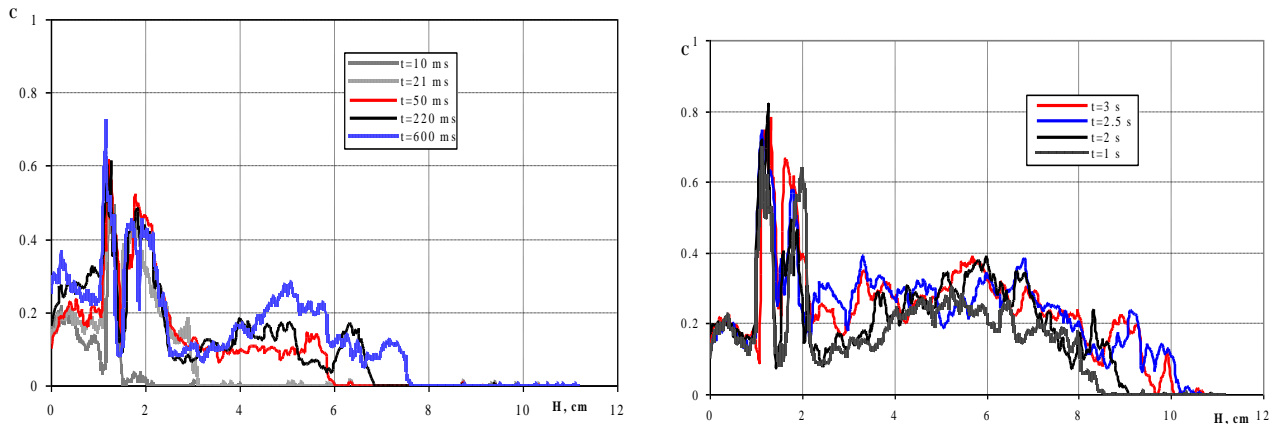 C
1
0.8
0.6
0.4
0.2
0
0 2 4 6 8 10 12
H, cm
t=10 ms
t=21 ms
t=50 ms
t=220 ms
t=600 ms
C
1
0.8
0.6
0.4
0.2
0
0 2 4 6 8 10 12
H, cm
t=3 s
t=2.5 s
t=2 s
t=1 s